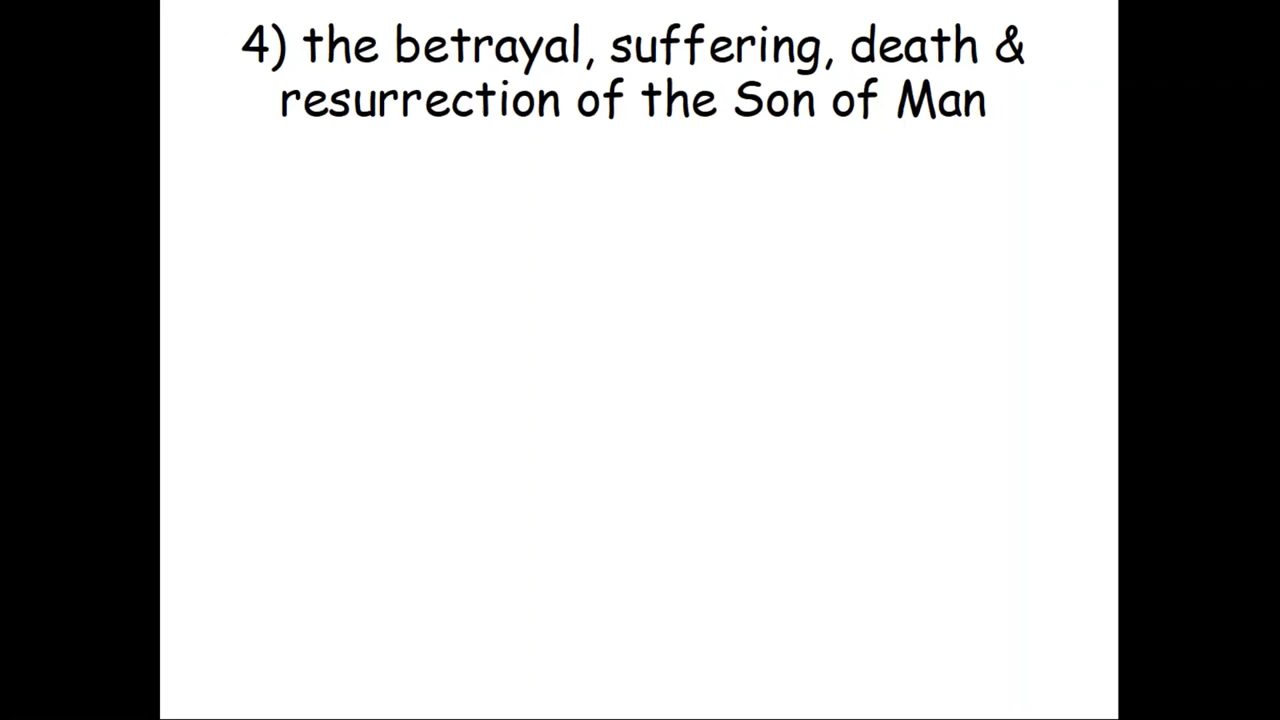 4) the betrayal, suffering, death &
resurrection of the Son of Man